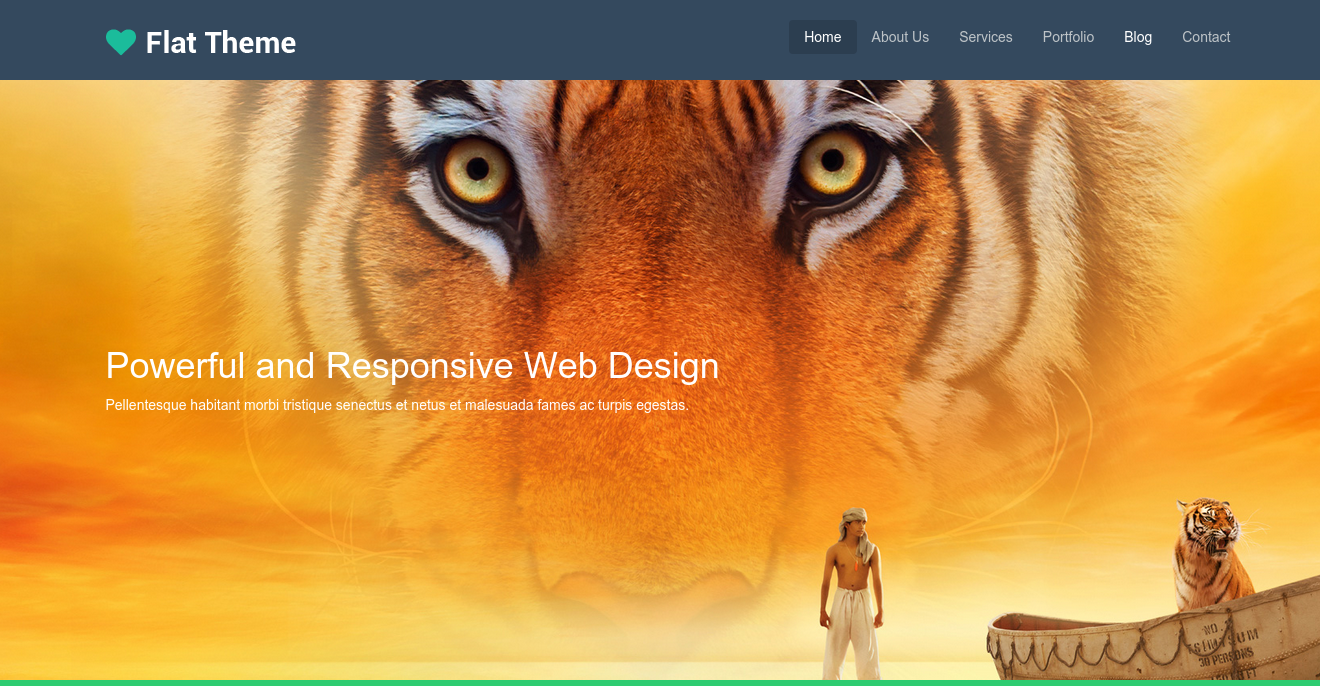 Flat Theme
Home About Us Services Portfolio Blog Contact
Powerful and Responsive Web Design
Pellentesque habitant morbi tristique senectus et netus et malesuada fames ac turpis egestas.
NO.
30 PERSONS